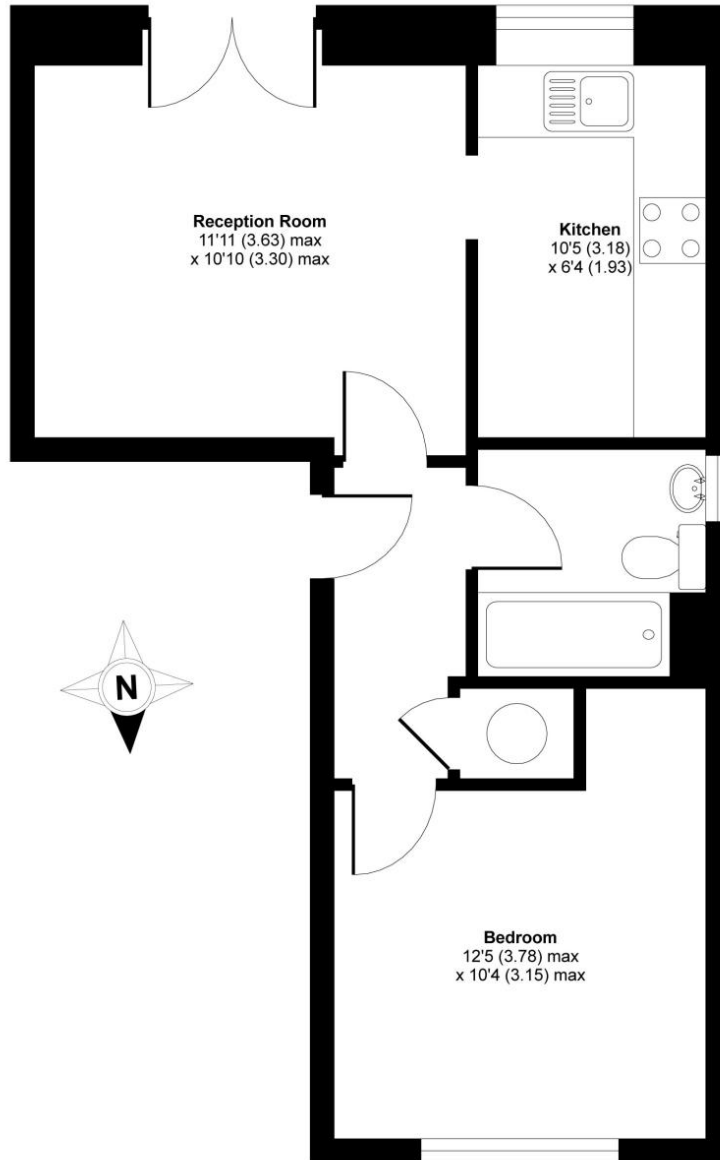 Reception Room
11'11 (3.63) max
x 10'10 (3.30) max
Kitchen
10'5 (3.18)
x 6'4 (1.93)
N
Bedroom
12'5 (3.78) max
x 10'4 (3.15) max